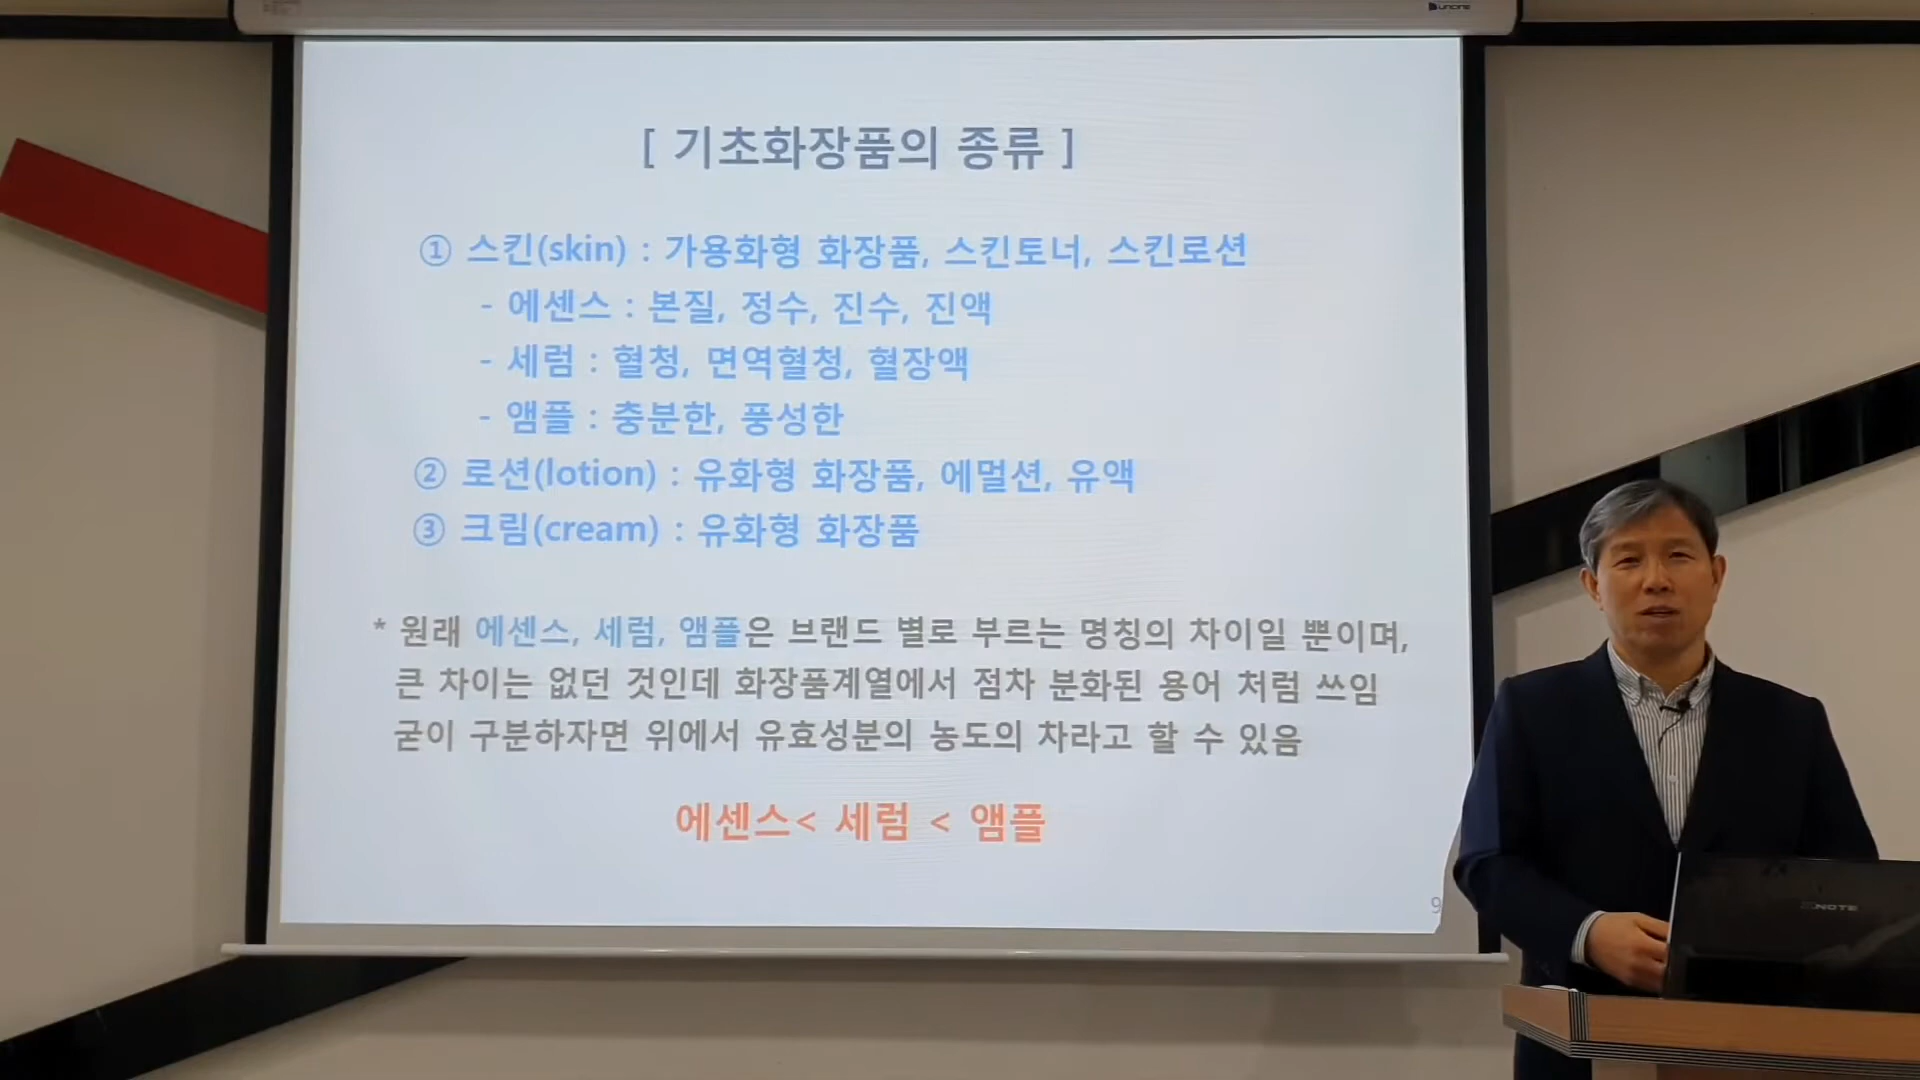 UNONE
[ 기초화장품의 종류 ]
① 스킨(skin) : 가용화형 화장품, 스킨토너, 스킨로션
- 에센스 : 본질, 정수, 진수, 진액
- 세럼 : 혈청, 면역혈청, 혈장액
- 앰플 : 충분한, 풍성한
② 로션(lotion) : 유화형 화장품, 에멀션, 유액
③ 크림(cream) : 유화형 화장품
* 원래 에센스, 세럼, 앰플은 브랜드 별로 부르는 명칭의 차이일 뿐이며,
큰 차이는 없던 것인데 화장품계열에서 점차 분화된 용어 처럼 쓰임
굳이 구분하자면 위에서 유효성분의 농도의 차라고 할 수 있음
에센스< 세럼 < 앰플
9
XNOTE